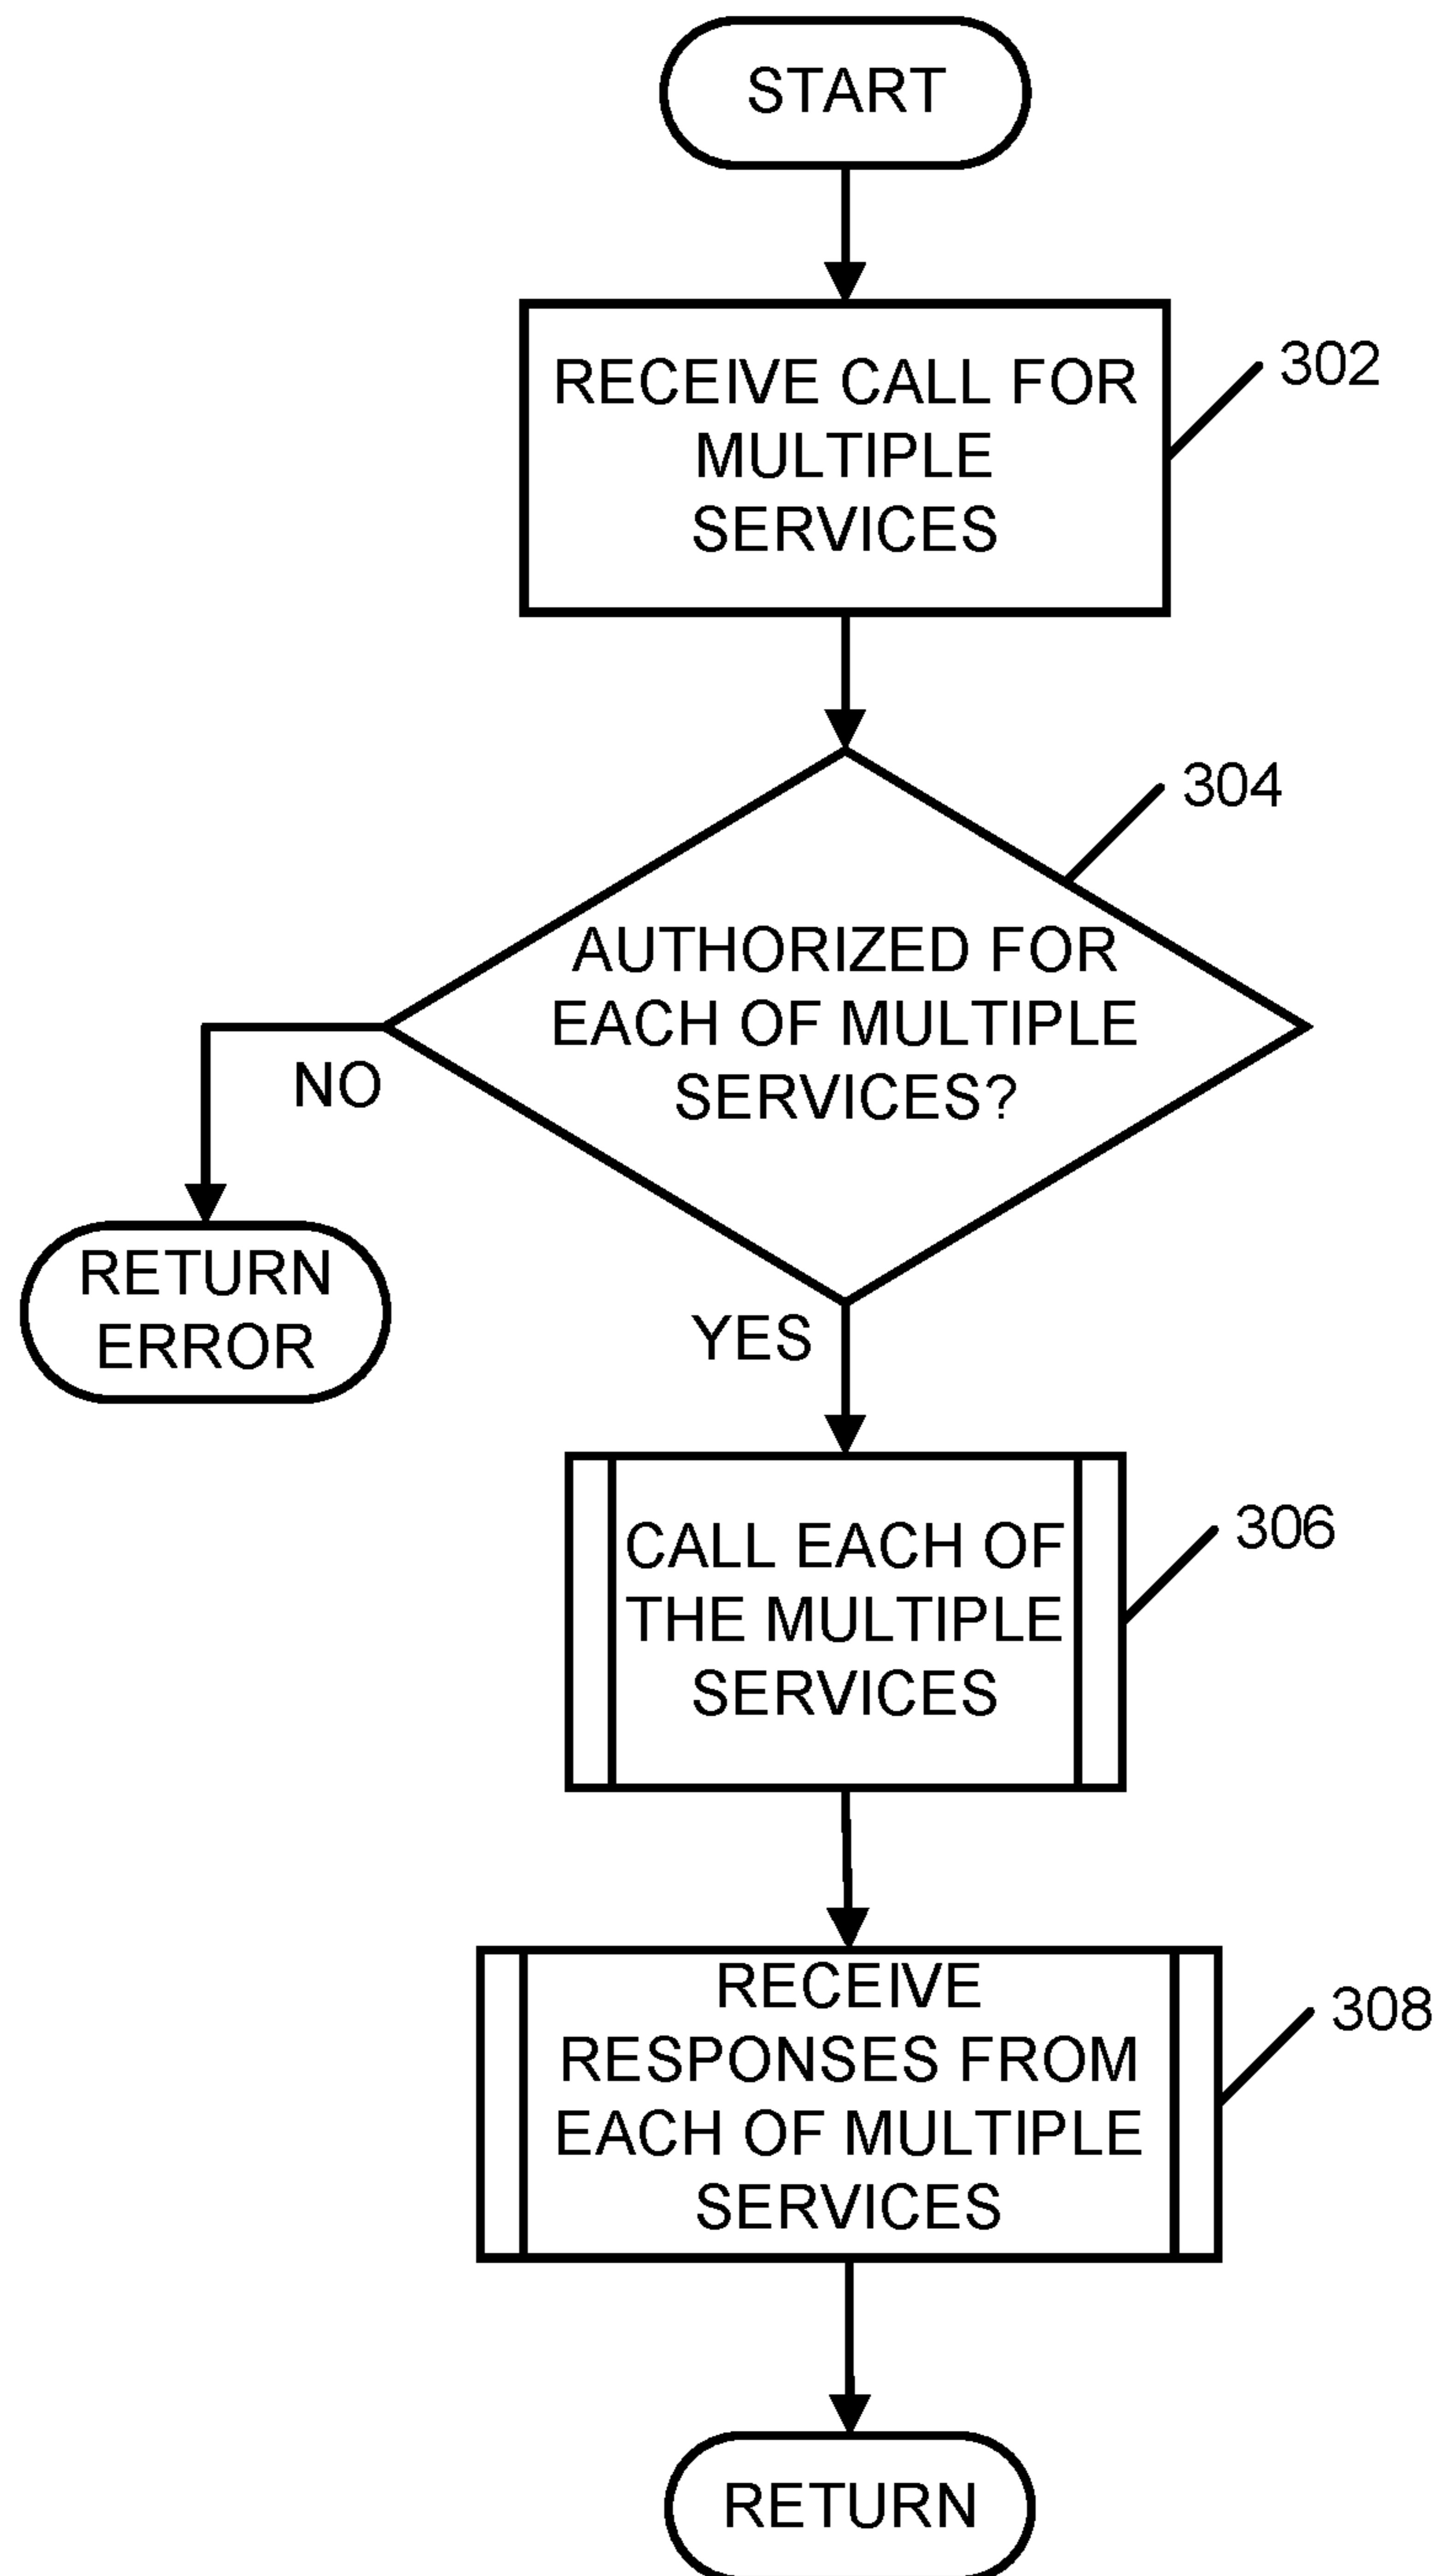 START
RECEIVE CALL FOR
MULTIPLE
SERVICES
302
304
AUTHORIZED FOR
EACH OF MULTIPLE
SERVICES?
NO
RETURN
ERROR
YES
CALL EACH OF
THE MULTIPLE
SERVICES
306
RECEIVE
RESPONSES FROM
EACH OF MULTIPLE
SERVICES
308
RETURN